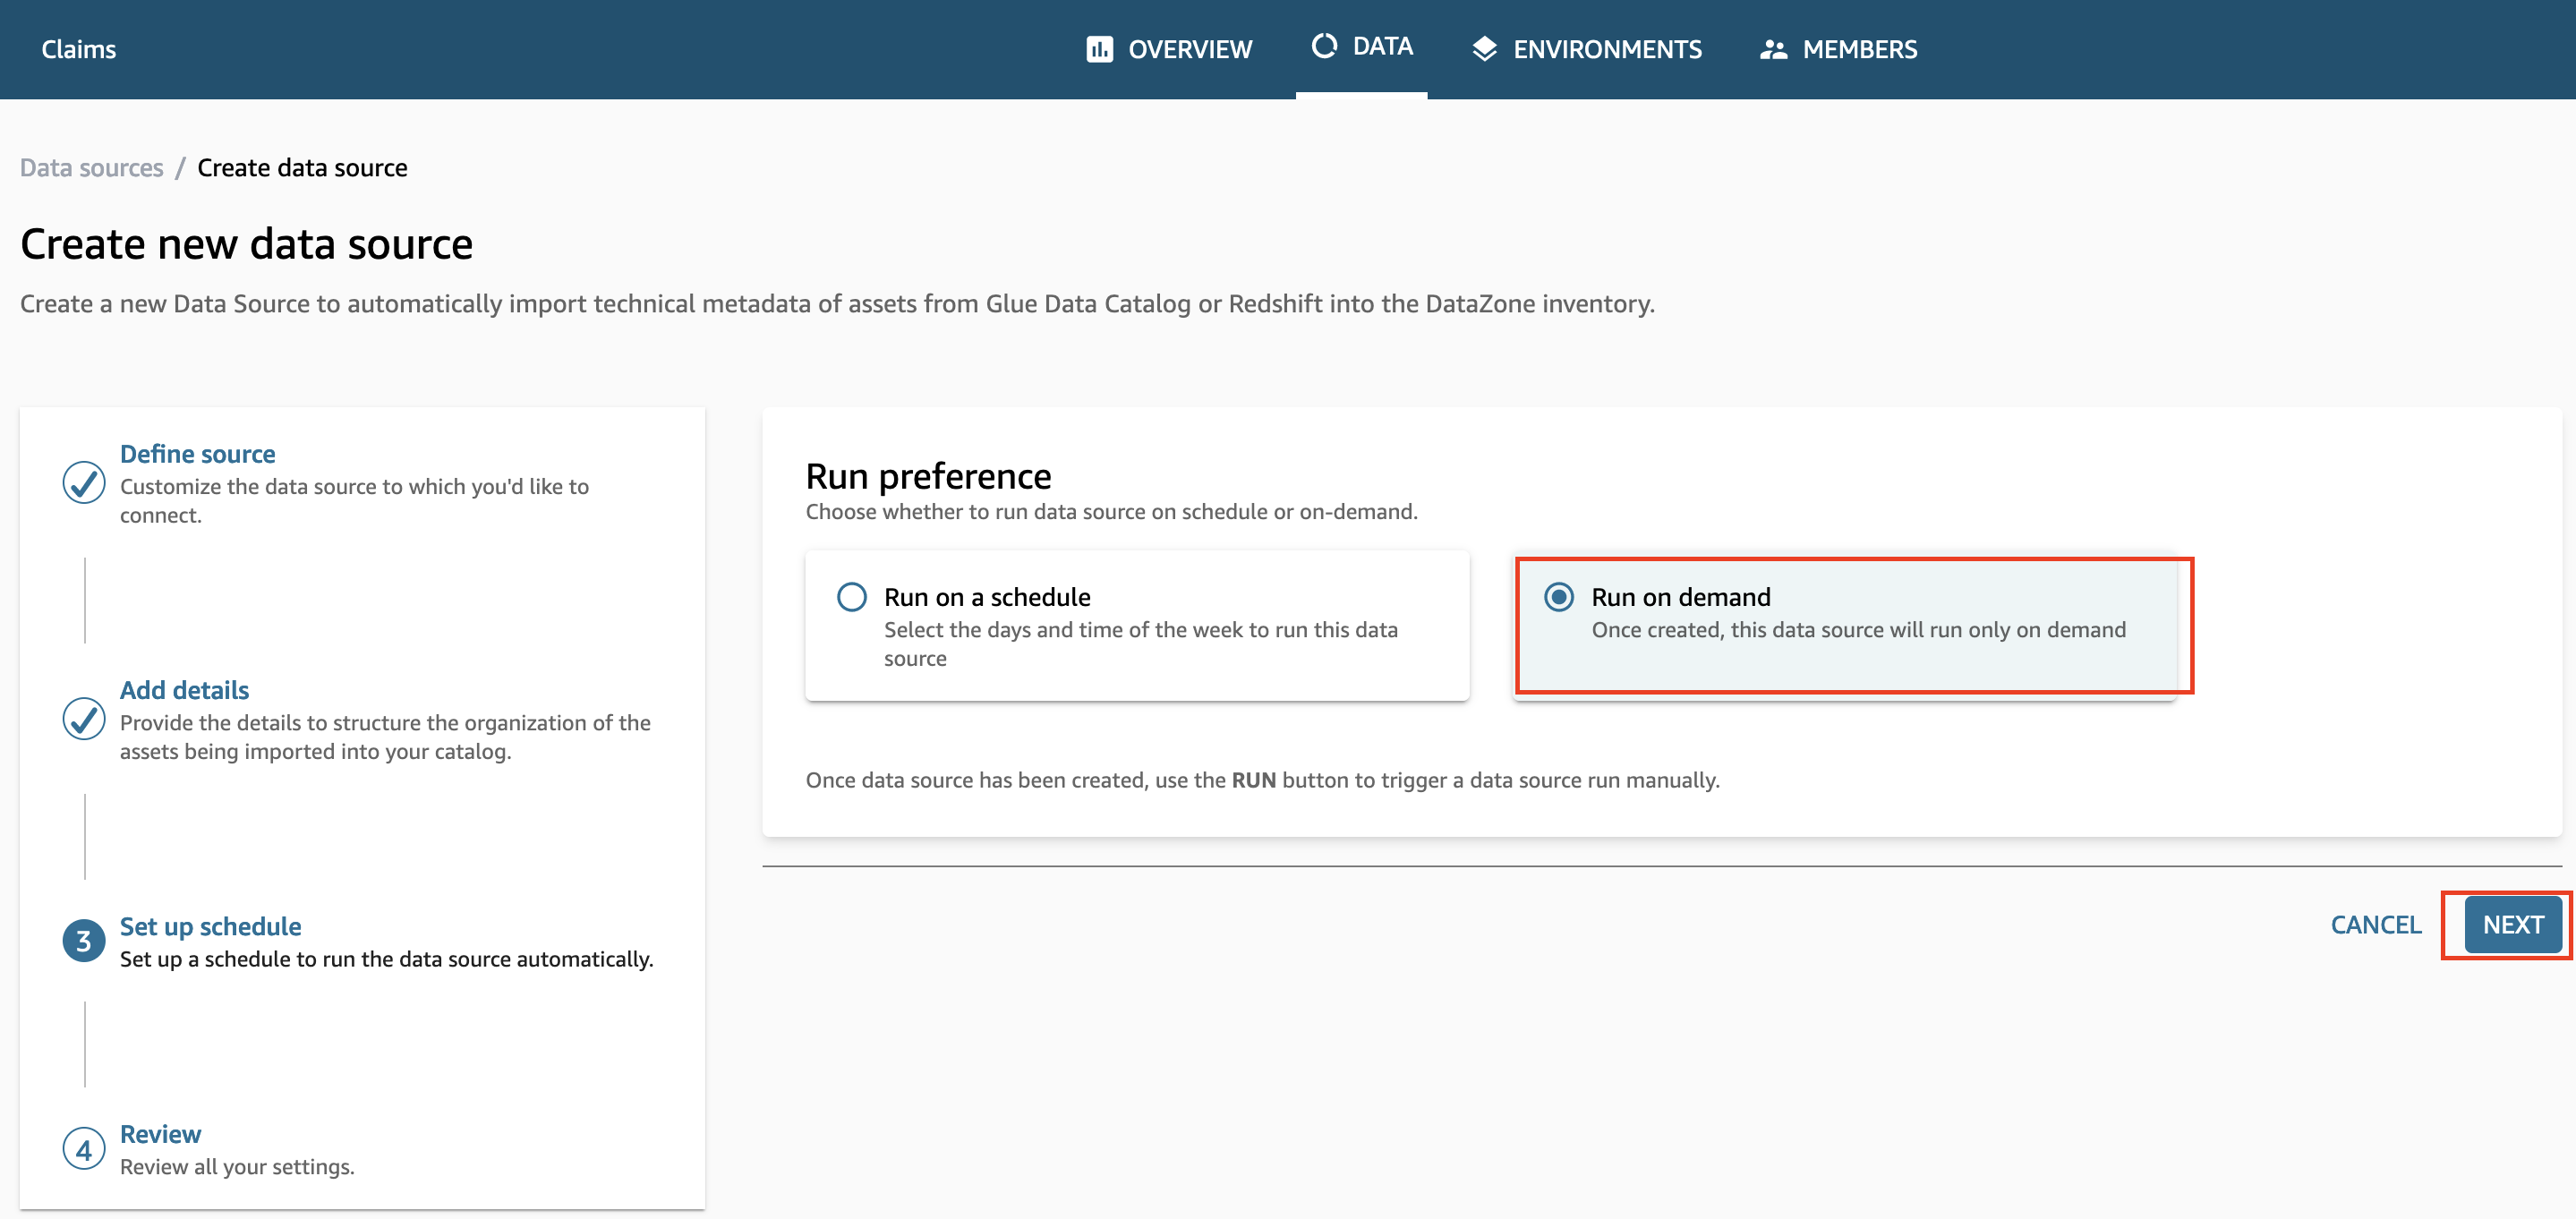 Claims
OVERVIEW
DATA
ENVIRONMENTS
MEMBERS
Data sources / Create data source
Create new data source
Create a new Data Source to automatically import technical metadata of assets from Glue Data Catalog or Redshift into the DataZone inventory.
Define source
Customize the data source to which you'd like to
connect.
Add details
Provide the details to structure the organization of the
assets being imported into your catalog.
3
Set up schedule
Set up a schedule to run the data source automatically.
4
Review
Review all your settings.
Run preference
Choose whether to run data source on schedule or on-demand.
Run on a schedule
Select the days and time of the week to run this data
source
Run on demand
Once created, this data source will run only on demand
Once data source has been created, use the RUN button to trigger a data source run manually.
CANCEL
NEXT